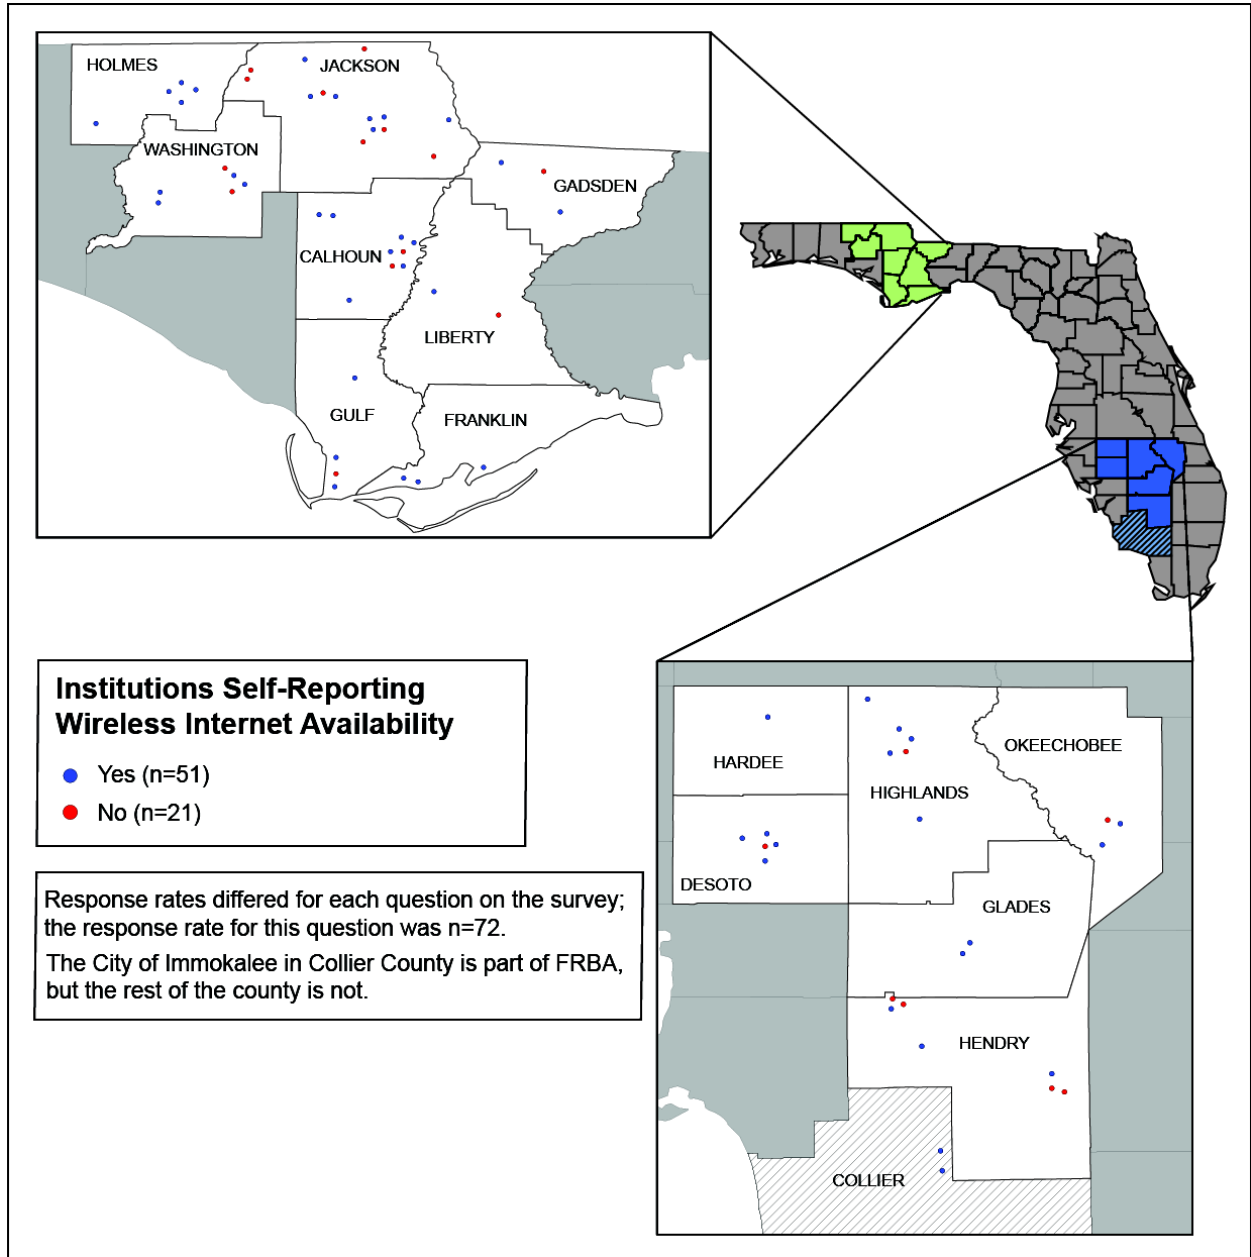 HOLMES
JACKSON
WASHINGTON
GADSDEN
CALHOUN
LIBERTY
GULF
FRANKLIN
Institutions Self-Reporting
Wireless Internet Availability
Yes (n=51)
No (n=21)
Response rates differed for each question on the survey;
the response rate for this question was n=72.
The City of Immokalee in Collier County is part of FRBA,
but the rest of the county is not.
HARDEE
OKEECHOBEE
HIGHLANDS
DESOTO
GLADES
HENDRY
COLLIER